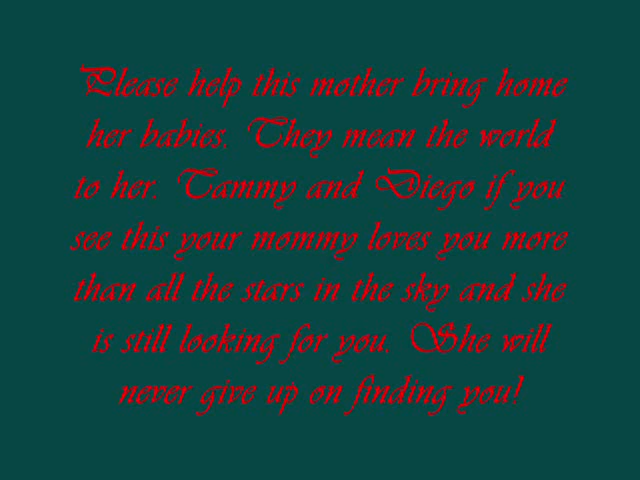 Please help this mother bring home
her babies. They mean the world
to her. Tammy and Diego if you
see this your mommy loves you more
than all the stars in the sky and she
is still looking for you. She will
never give up on finding you!